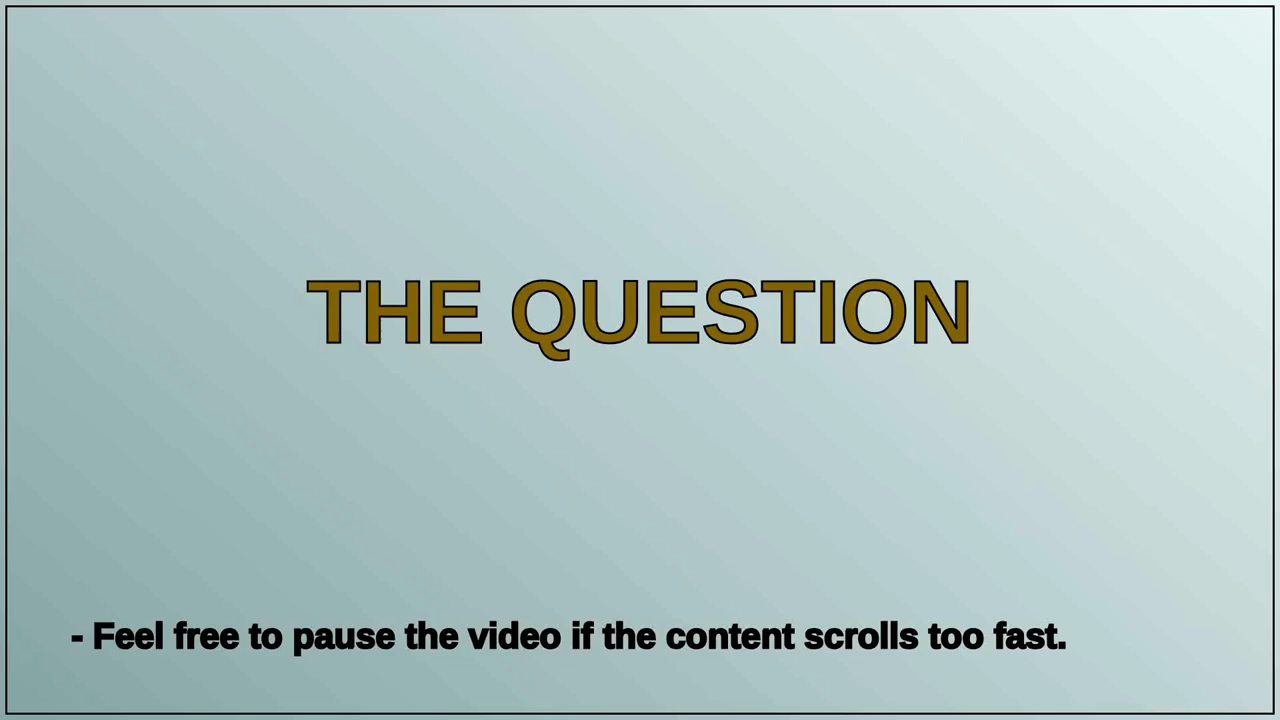 THE QUESTION
- Feel free to pause the video if the content scrolls too fast.